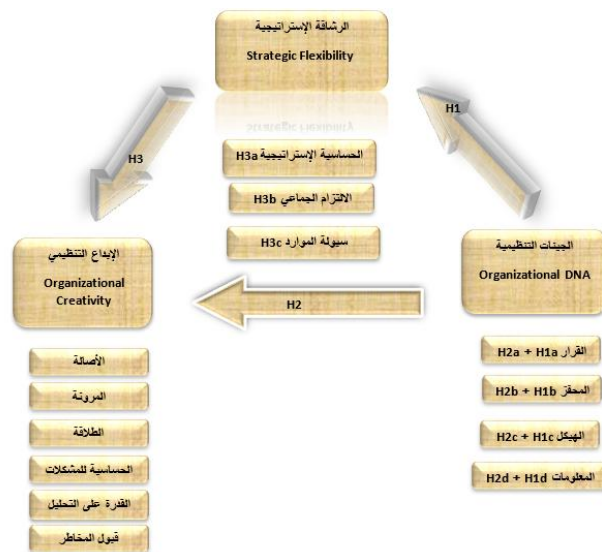 الرشاقة الإستراتيجية
Strategic Flexibility
H1
H3
الحساسية الإستراتيجية H3a
الالتزام الجماعي H3b
سيولة الموارد H3c
الجينات التنظيمية
Organizational DNA
الإبداع التنظيمي
Organizational
Creativity
H2
القرار H2a + H1a
المحفز H2b + H1b
الهيكل H2c + H1c
المعلومات H2d + H1d
الأصالة
المرونة
الطلاقة
الحساسية للمشكلات
القدرة على التحليل
قبول المخاطر